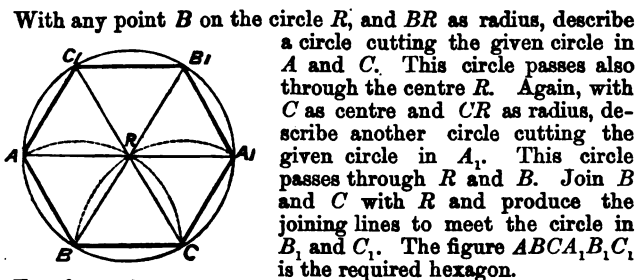 With any point B on the circle R, and BR as radius, describe
a circle cutting the given circle in
A and C. This circle passes also
through the centre R. Again, with
C as centre and CR as radius, de-
scribe another circle cutting the
given circle in A₁. This circle
passes through R and B. Join B
and C with R and produce the
joining lines to meet the circle in
B₁ and C₁. The figure ABCA₁B₁C₁
is the required hexagon.
C₁
B₁
A
R
A₁
B
C